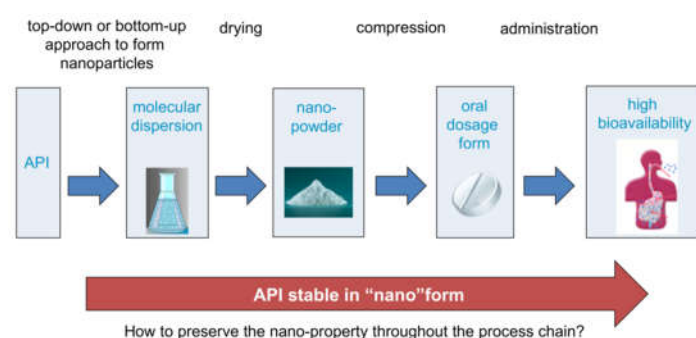 top-down or bottom-up
approach to form
nanoparticles
drying
compression
administration
API
molecular
dispersion
nano-
powder
oral
dosage
form
high
bioavailability
API stable in “nano”form
How to preserve the nano-property throughout the process chain?